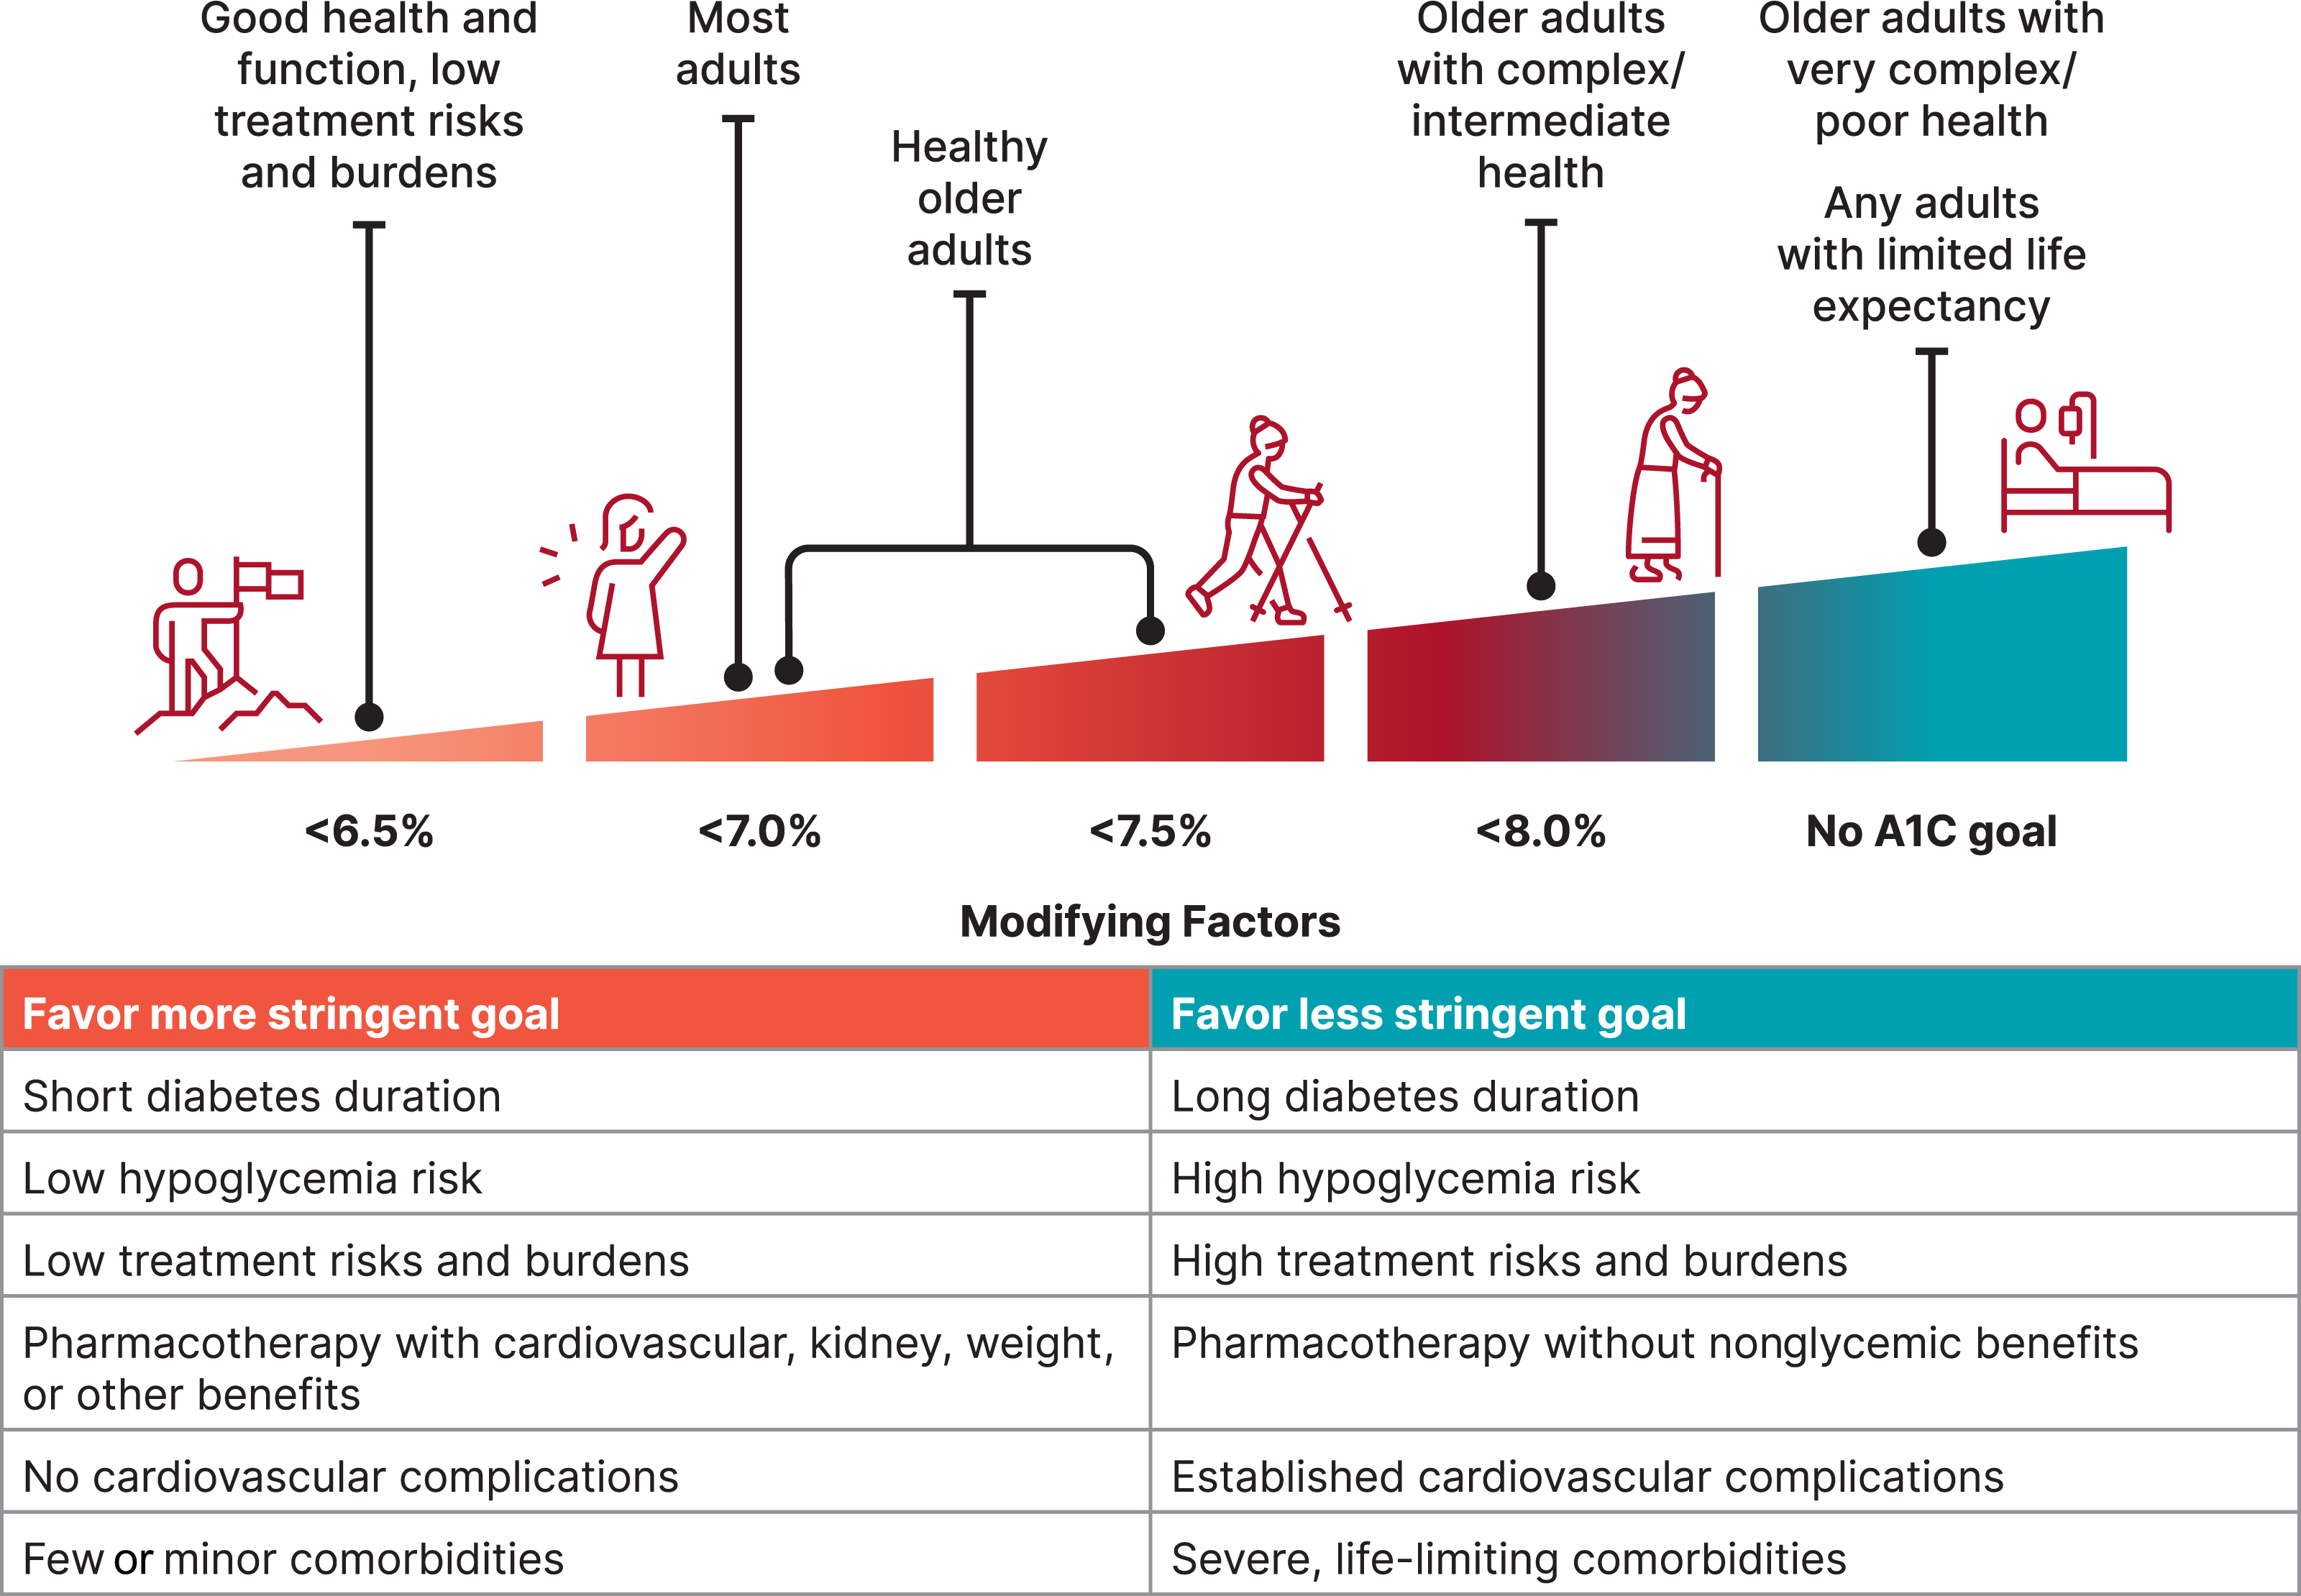 Good health and
function, low
treatment risks
and burdens
Most
adults
Healthy
older
adults
Older adults
with complex/
intermediate
health
Older adults with
very complex/
poor health
Any adults
with limited life
expectancy
<6.5%
<7.0%
<7.5%
<8.0%
No A1C goal
Modifying Factors
Favor more stringent goal
Favor less stringent goal
Short diabetes duration
Long diabetes duration
Low hypoglycemia risk
High hypoglycemia risk
Low treatment risks and burdens
High treatment risks and burdens
Pharmacotherapy with cardiovascular, kidney, weight,
or other benefits
Pharmacotherapy without nonglycemic benefits
No cardiovascular complications
Established cardiovascular complications
Few or minor comorbidities
Severe, life-limiting comorbidities